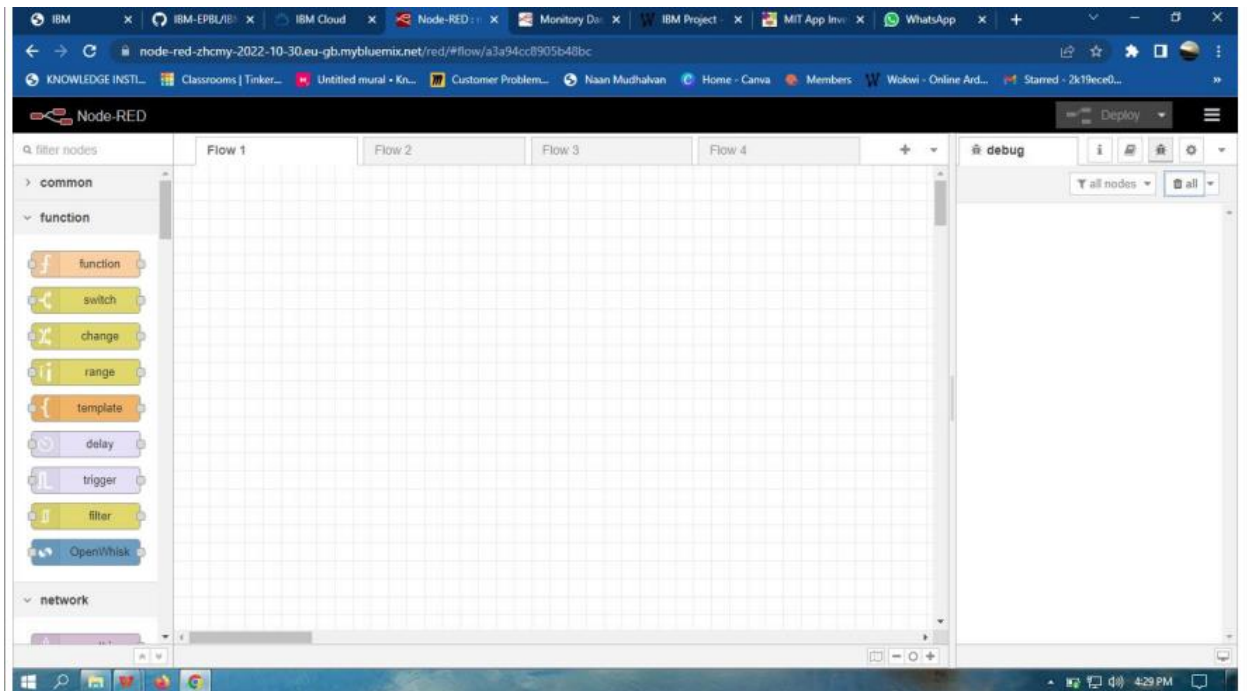 IBM IBM-EPBL/IB IBM Cloud Node-RED : Monitory Da IBM Project - MIT App Inv WhatsApp
node-red-zhcmy-2022-10-30.eu-gb.mybluemix.net/red/#flow/a3a94cc8905b48bc
KNOWLEDGE INSTI... Classrooms | Tinker... Untitled mural • Kn... Customer Problem... Naan Mudhalvan Home - Canva Members Wokwi - Online Ard... Starred - 2k19ece0... »
Node-RED Deploy
filter nodes Flow 1 Flow 2 Flow 3 Flow 4 + debug i
common all nodes all
function
function
switch
change
range
template
delay
trigger
filter
OpenWhisk
network
4:29 PM